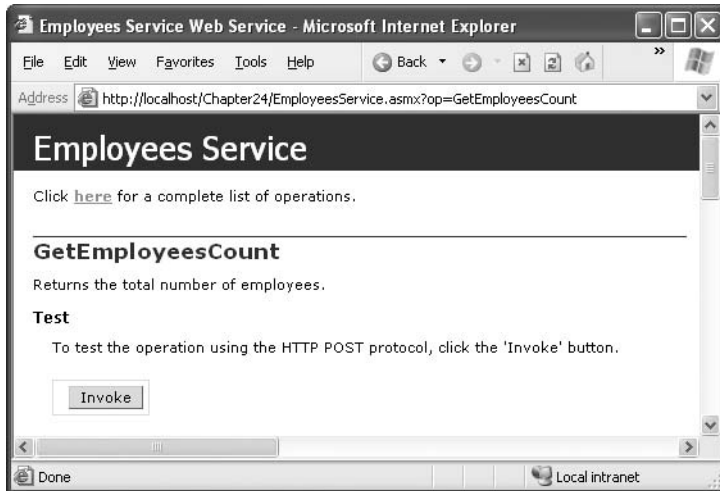 Employees Service Web Service - Microsoft Internet Explorer
File Edit View Favorites Tools Help Back »
Address http://localhost/Chapter24/EmployeesService.asmx?op=GetEmployeesCount
Employees Service
Click here for a complete list of operations.
GetEmployeesCount
Returns the total number of employees.
Test
To test the operation using the HTTP POST protocol, click the 'Invoke' button.
Invoke
Done Local intranet